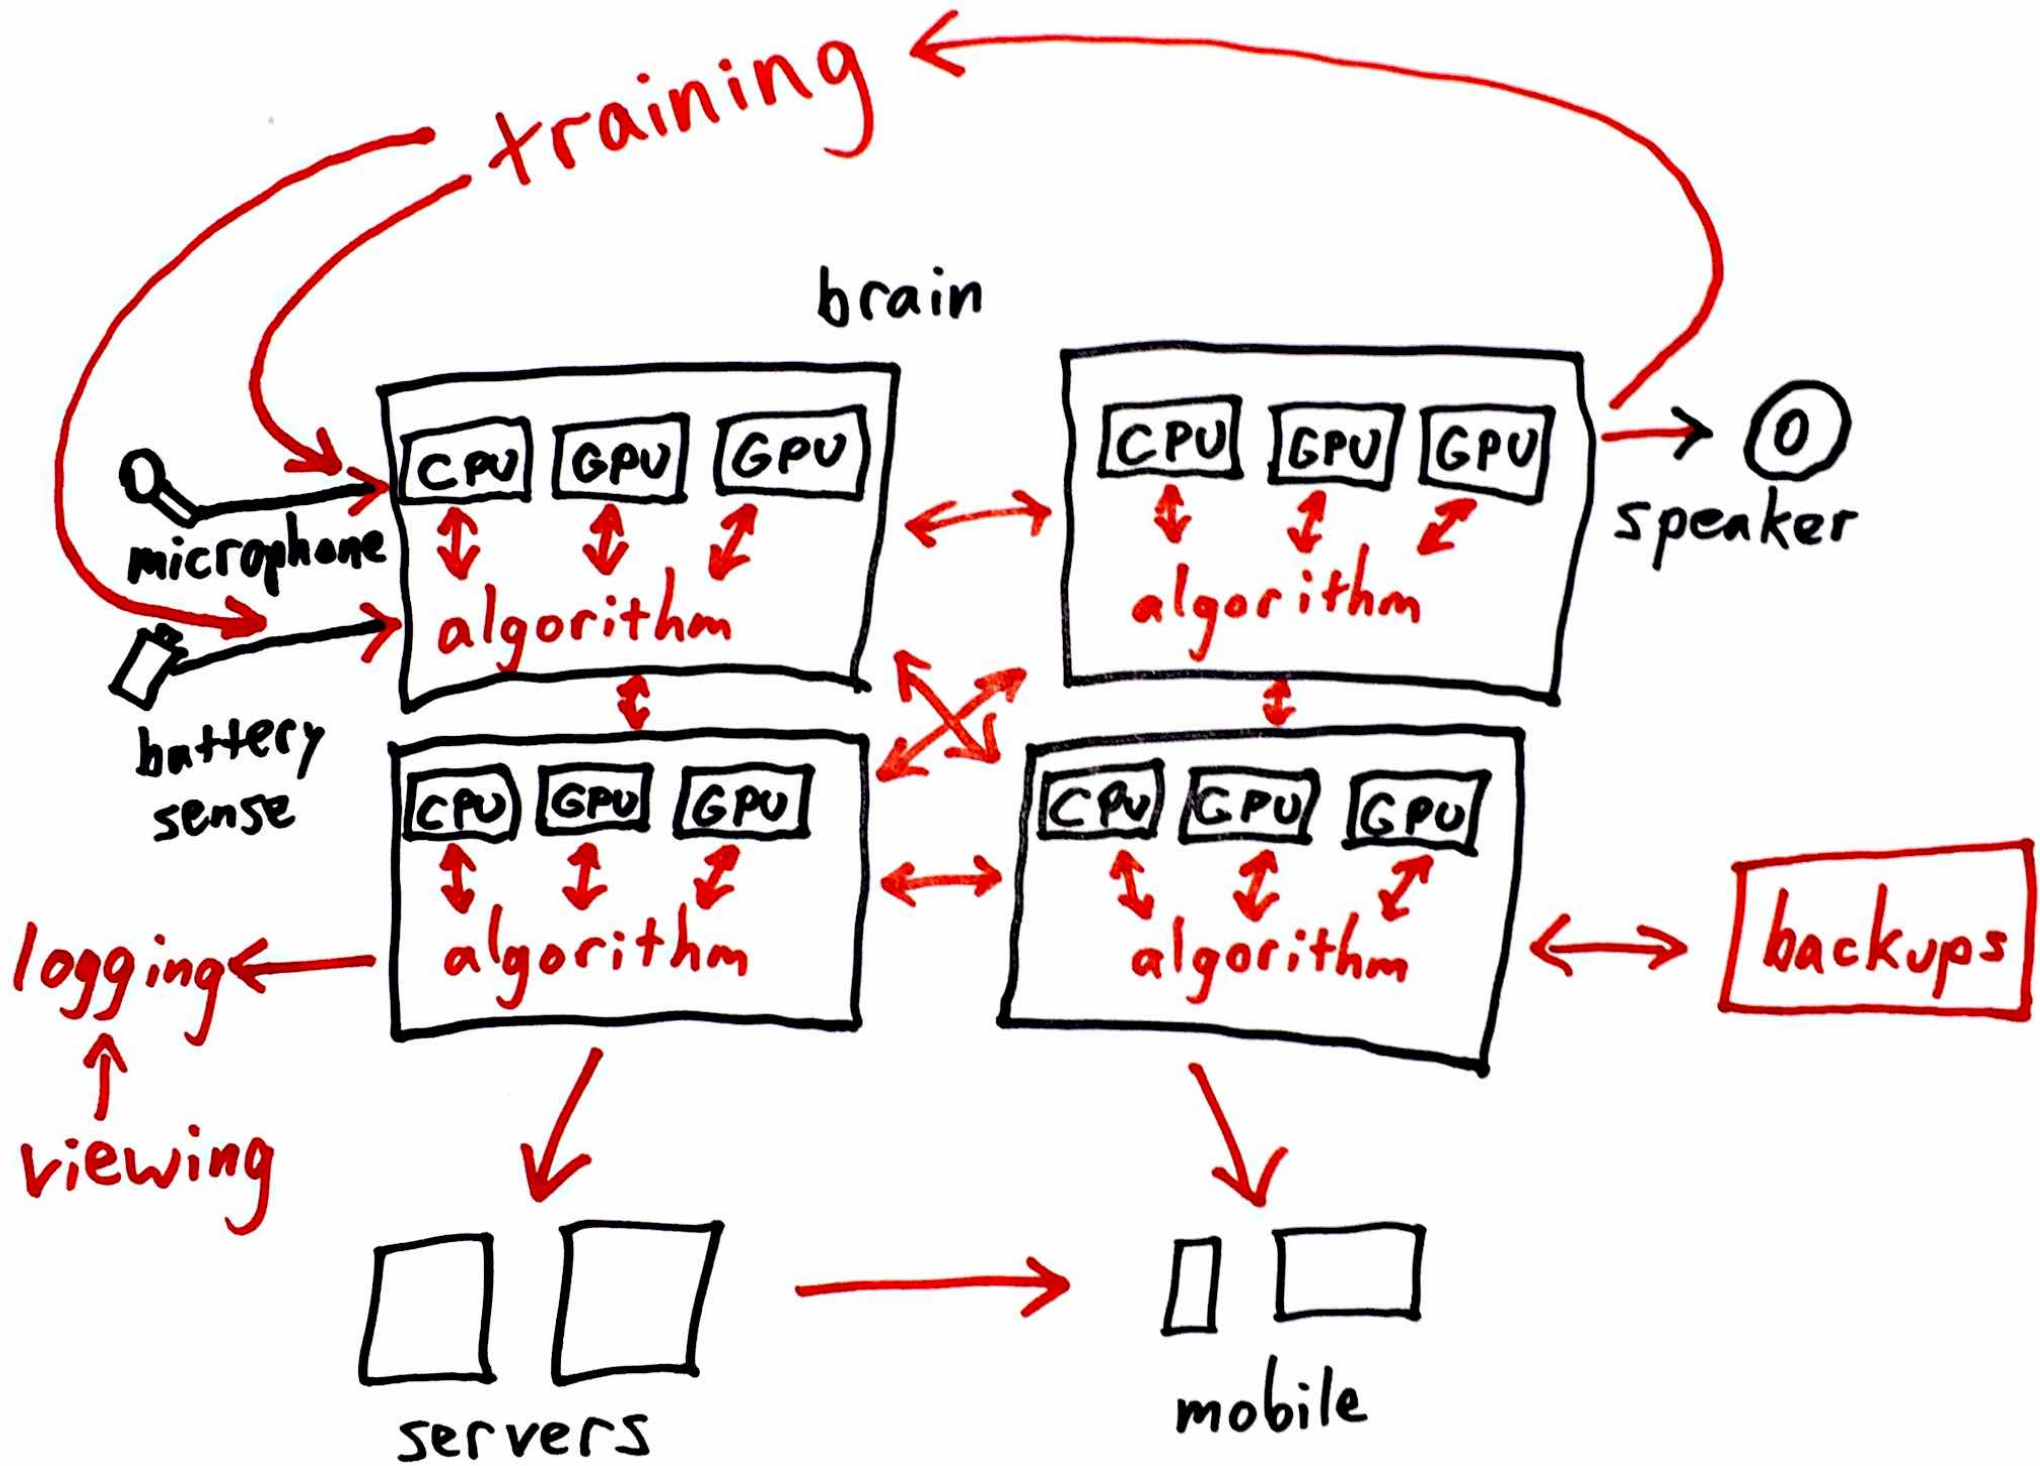 training
brain
CPU GPU GPU
CPU GPU GPU
microphone
speaker
algorithm
algorithm
battery
sense
CPU GPU GPU
CPU GPU GPU
logging
algorithm
algorithm
backups
viewing
servers
mobile